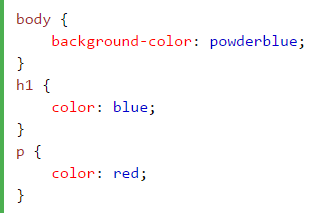 body {
    background-color: powderblue;
}
h1 {
    color: blue;
}
p {
    color: red;
}